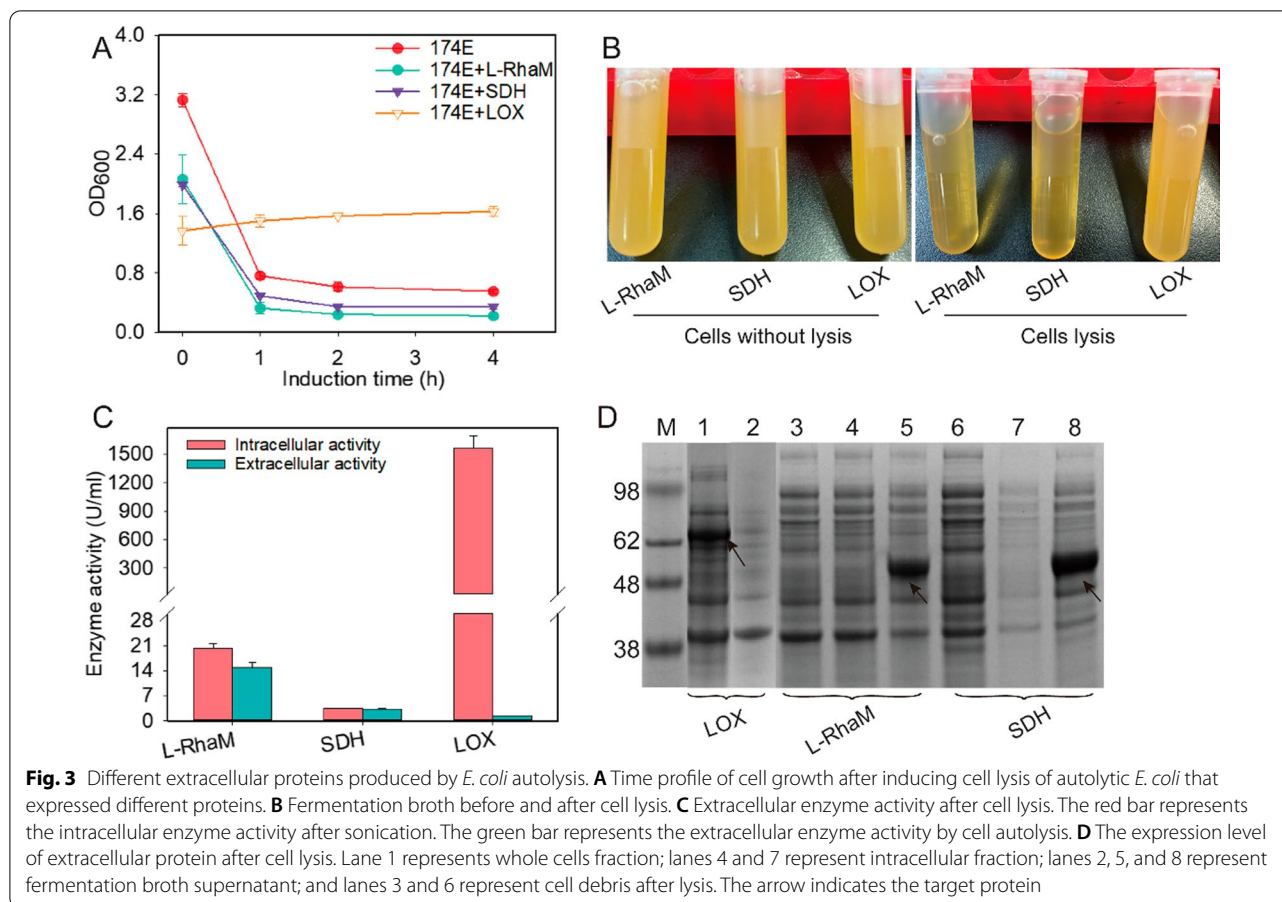 A
4.0
3.2
2.4
1.6
0.8
0.0
OD600
0 1 2 3 4
Induction time (h)
174E
174E+L-RhaM
174E+SDH
174E+LOX
B
L-RhaM SDH LOX L-RhaM SDH LOX
Cells without lysis Cells lysis
C
Intracellular activity
Extracellular activity
Enzyme activity (U/ml)
1500
1200
900
600
300
28
21
14
7
0
L-RhaM SDH LOX
D
M 1 2 3 4 5 6 7 8
98
62
48
38
LOX L-RhaM SDH
Fig. 3 Different extracellular proteins produced by E. coli autolysis. A Time profile of cell growth after inducing cell lysis of autolytic E. coli that
expressed different proteins. B Fermentation broth before and after cell lysis. C Extracellular enzyme activity after cell lysis. The red bar represents
the intracellular enzyme activity after sonication. The green bar represents the extracellular enzyme activity by cell autolysis. D The expression level
of extracellular protein after cell lysis. Lane 1 represents whole cells fraction; lanes 4 and 7 represent intracellular fraction; lanes 2, 5, and 8 represent
fermentation broth supernatant; and lanes 3 and 6 represent cell debris after lysis. The arrow indicates the target protein